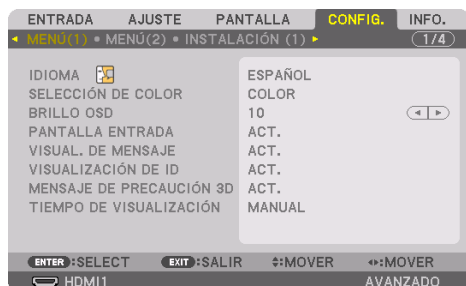 ENTRADA AJUSTE PANTALLA CONFIG. INFO.
MENÚ(1) • MENÚ(2) • INSTALACIÓN (1) 1/4
IDIOMA ESPAÑOL
SELECCIÓN DE COLOR COLOR
BRILLO OSD 10
PANTALLA ENTRADA ACT.
VISUAL. DE MENSAJE ACT.
VISUALIZACIÓN DE ID ACT.
MENSAJE DE PRECAUCIÓN 3D ACT.
TIEMPO DE VISUALIZACIÓN MANUAL
ENTER:SELECT EXIT:SALIR :MOVER :MOVER
HDMI1 AVANZADO